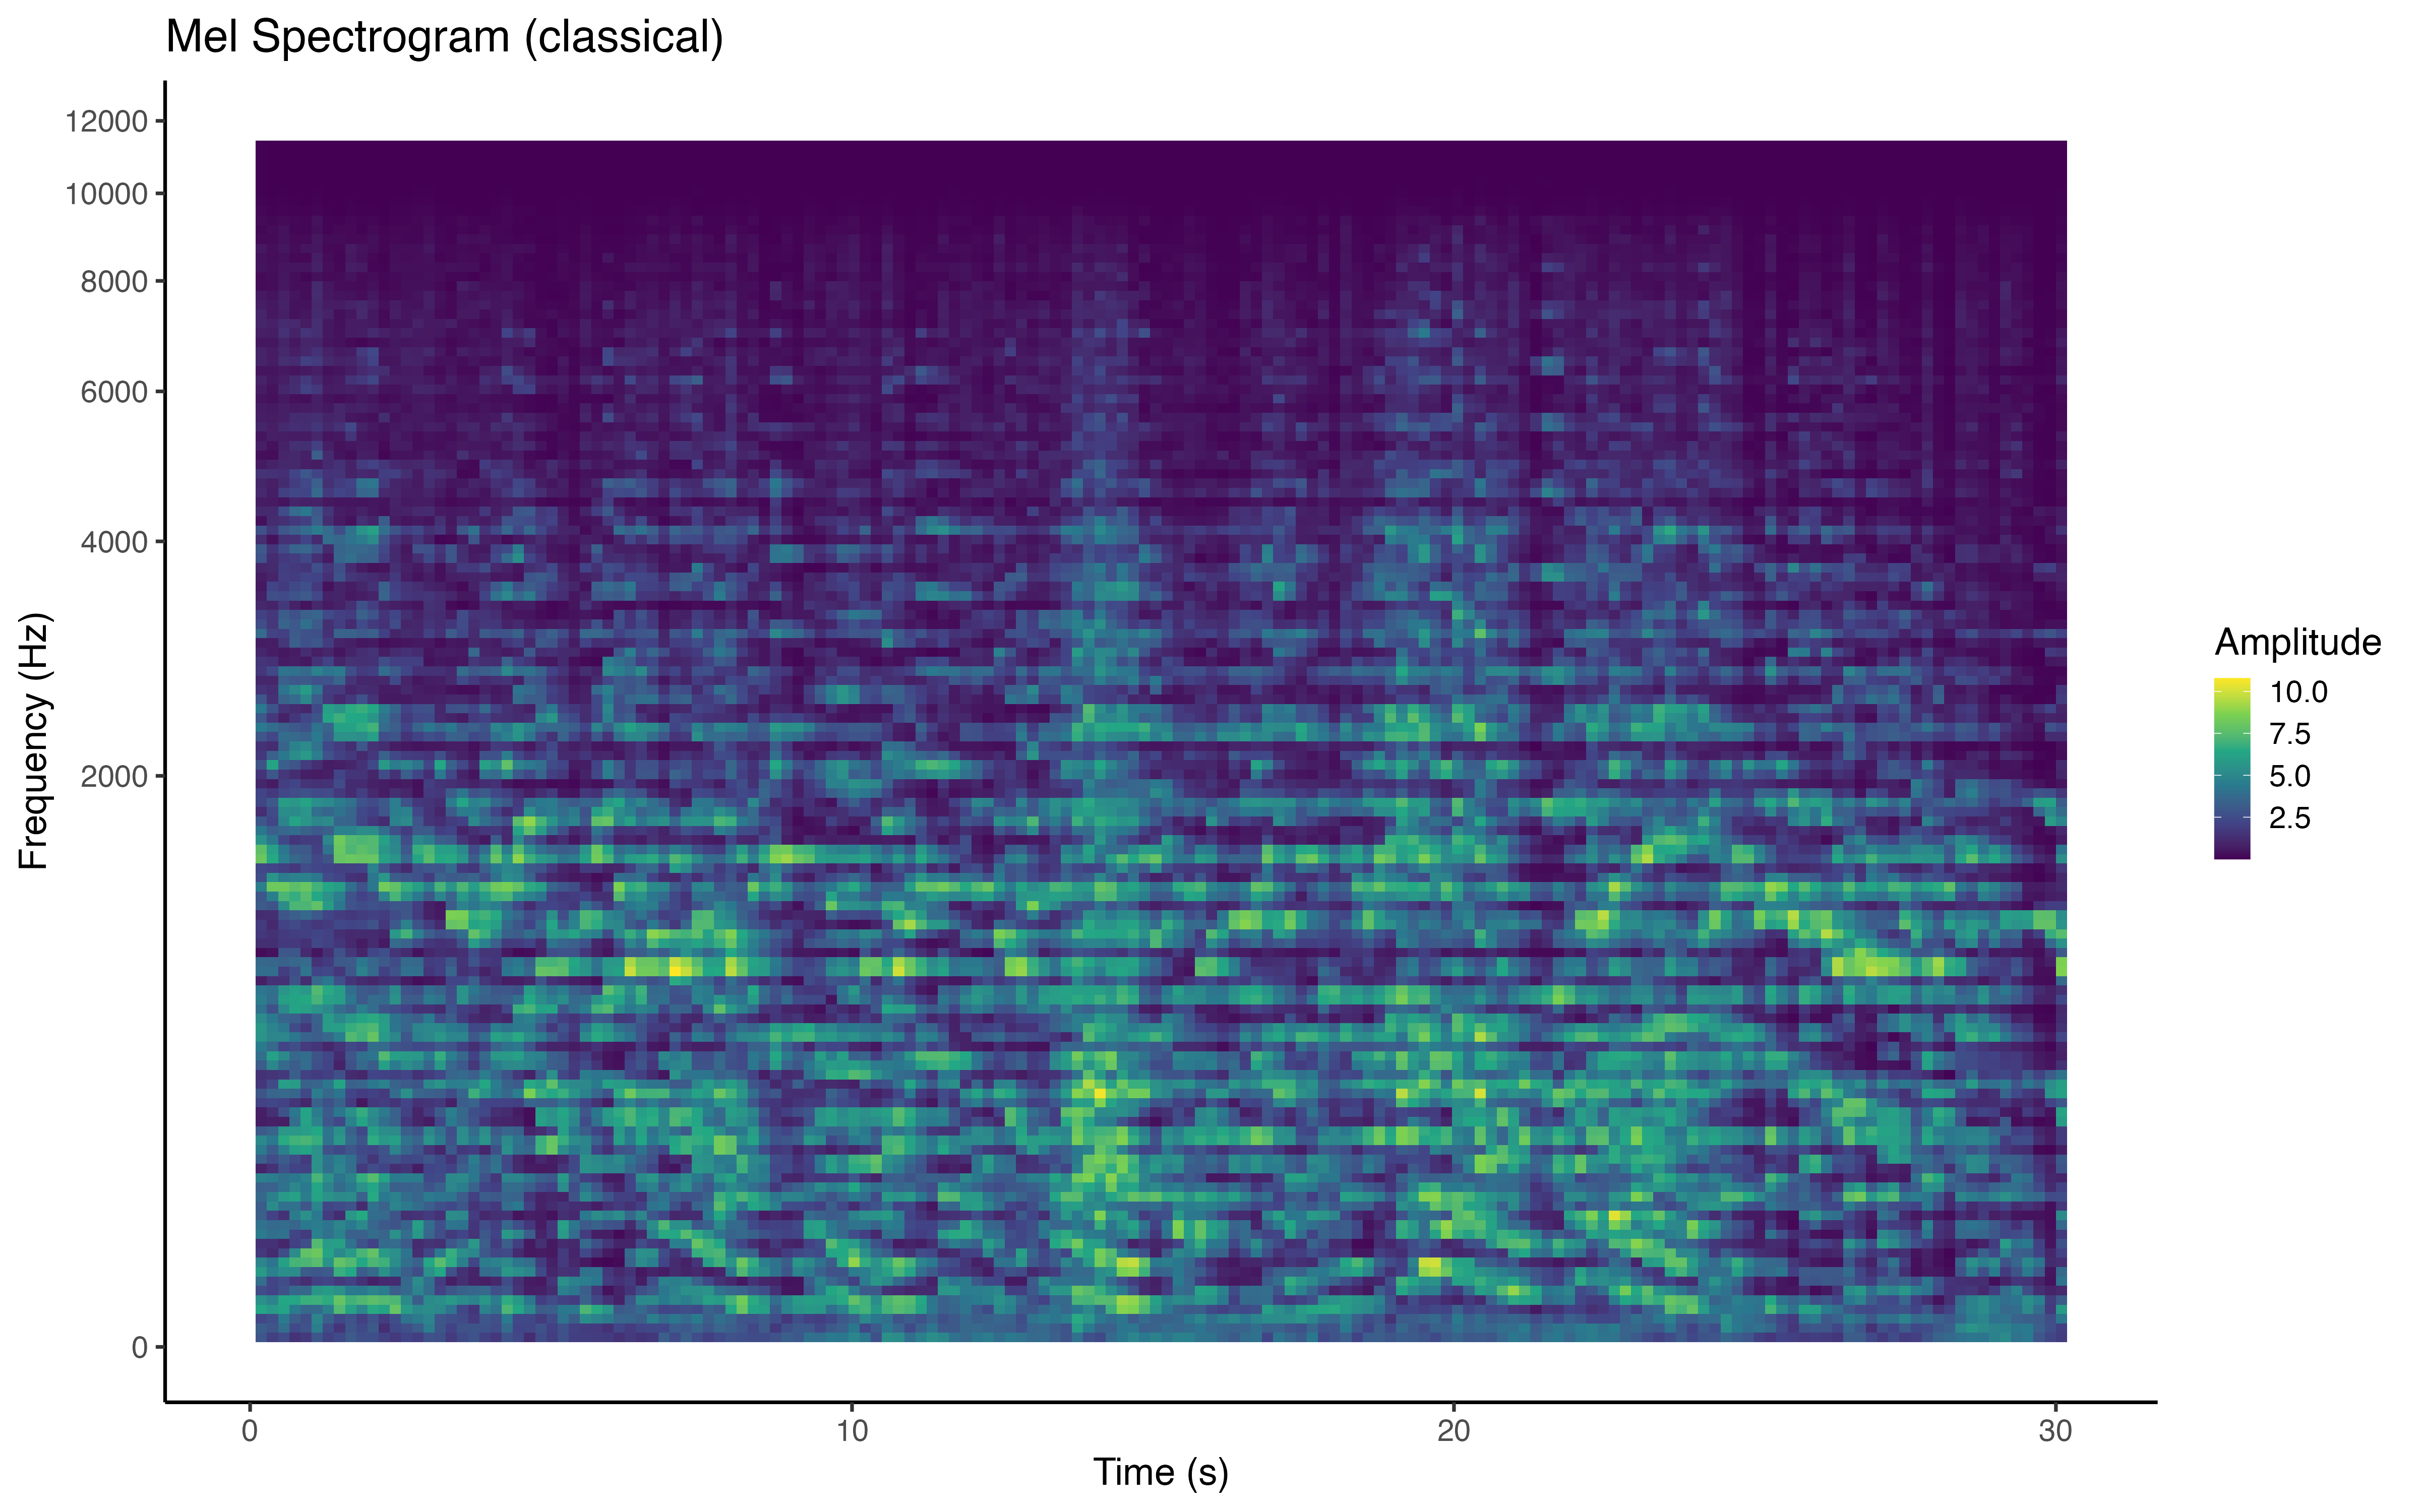 Mel Spectrogram (classical)
12000
10000
8000
6000
4000
2000
0
Frequency (Hz)
0 10 20 30
Time (s)
Amplitude
10.0
7.5
5.0
2.5